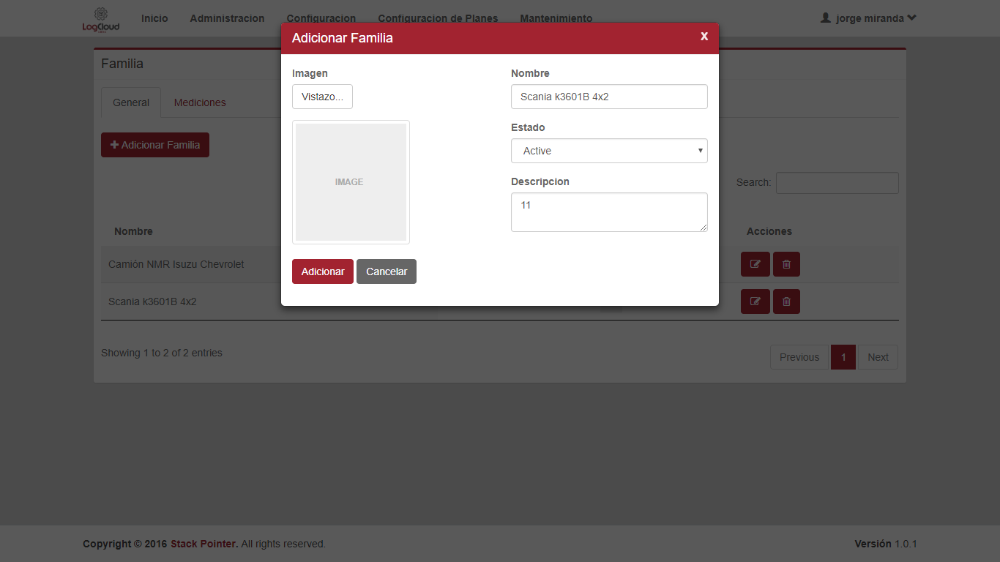 LogCloud
Inicio Administracion Configuracion Configuracion de Planes Mantenimiento jorge miranda
Adicionar Familia x
Familia
Imagen Nombre
Vistazo... Scania k3601B 4x2
General Mediciones
Estado
Active
Adicionar Familia
Descripcion
IMAGE
Search:
11
Nombre Acciones
Camión NMR Isuzu Chevrolet
Adicionar Cancelar
Scania k3601B 4x2
Showing 1 to 2 of 2 entries
Previous 1 Next
Copyright © 2016 Stack Pointer. All rights reserved. Versión 1.0.1